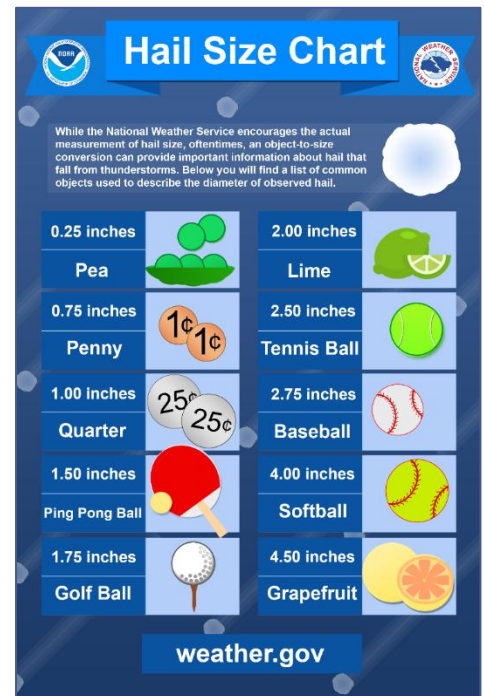 Hail Size Chart
NOAA
NATIONAL WEATHER SERVICE
While the National Weather Service encourages the actual
measurement of hail size, oftentimes, an object-to-size
conversion can provide important information about hail that
fall from thunderstorms. Below you will find a list of common
objects used to describe the diameter of observed hail.
0.25 inches
Pea
0.75 inches
Penny
1¢
1¢
1.00 inches
Quarter
25¢
25¢
1.50 inches
Ping Pong Ball
1.75 inches
Golf Ball
2.00 inches
Lime
2.50 inches
Tennis Ball
2.75 inches
Baseball
4.00 inches
Softball
4.50 inches
Grapefruit
weather.gov